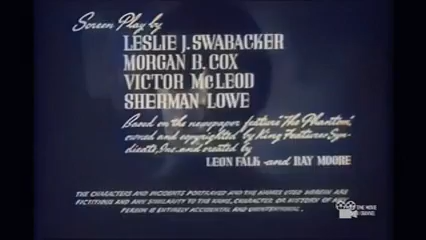 Screen Play by
LESLIE J. SWABACKER
MORGAN B. COX
VICTOR McLEOD
SHERMAN LOWE
Based on the newspaper feature "The Phantom,"
owned and copyrighted by King Features Syn-
dicate, Inc. and created by
LEON FALK and RAY MOORE
THE CHARACTERS AND INCIDENTS PORTRAYED AND THE NAMES USED HEREIN ARE
FICTITIOUS AND ANY SIMILARITY TO THE NAME, CHARACTER, OR HISTORY OF ANY
PERSON IS ENTIRELY ACCIDENTAL AND UNINTENTIONAL.
THE MOVIE
CHANNEL